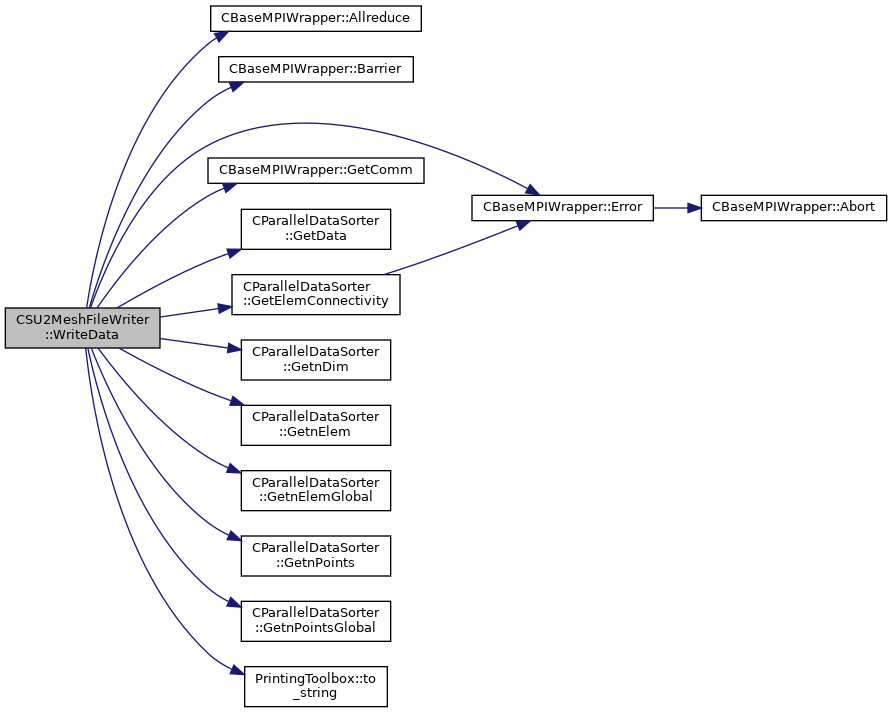 CBaseMPIWrapper::Allreduce
CBaseMPIWrapper::Barrier
CBaseMPIWrapper::GetComm
CBaseMPIWrapper::Error
CBaseMPIWrapper::Abort
CParallelDataSorter
::GetData
CParallelDataSorter
::GetElemConnectivity
CSU2MeshFileWriter
::WriteData
CParallelDataSorter
::GetnDim
CParallelDataSorter
::GetnElem
CParallelDataSorter
::GetnElemGlobal
CParallelDataSorter
::GetnPoints
CParallelDataSorter
::GetnPointsGlobal
PrintingToolbox::to
_string